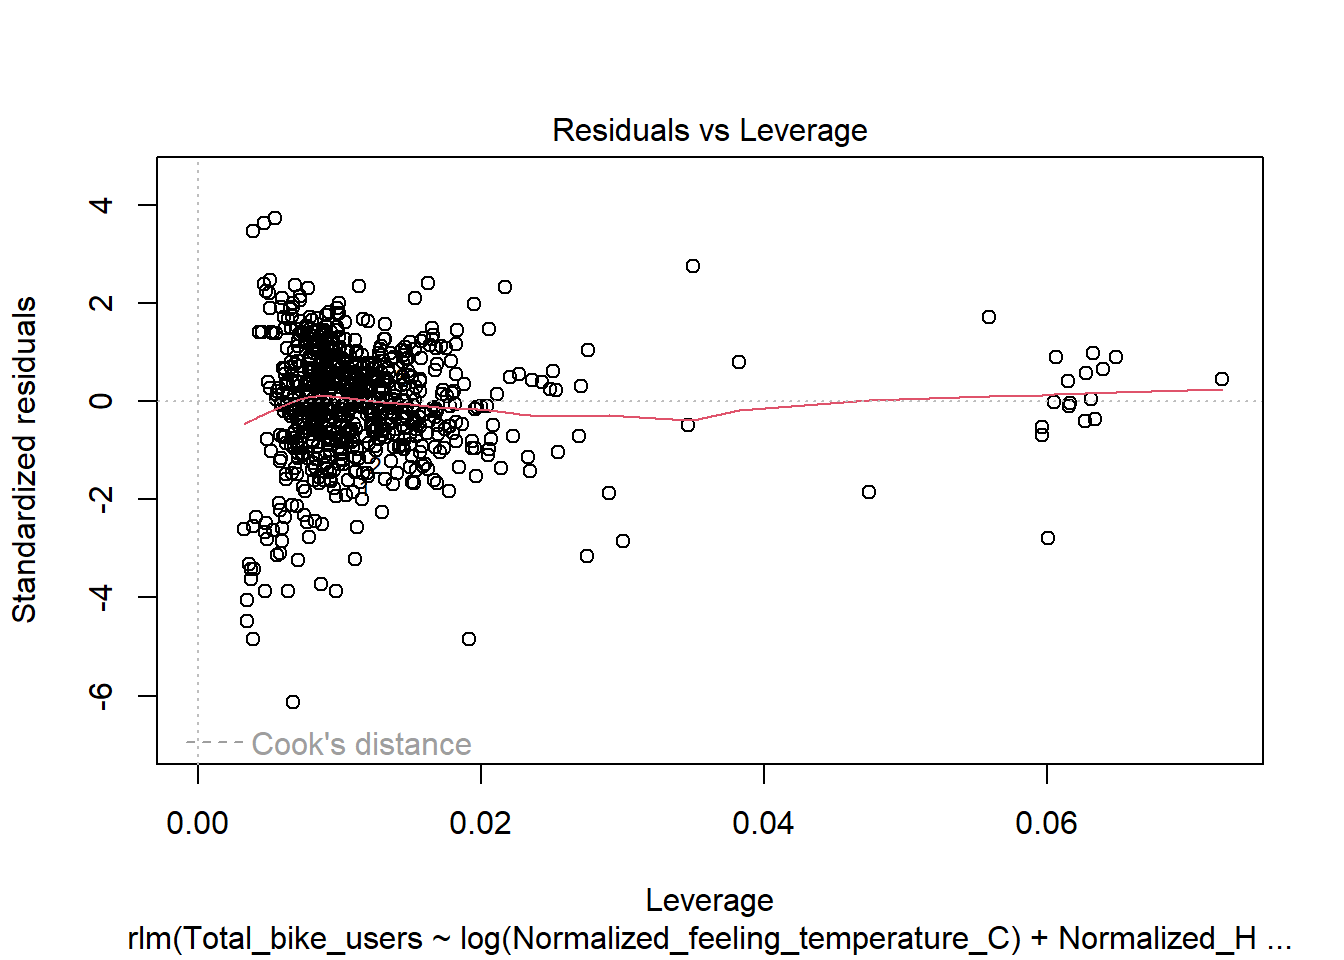 Residuals vs Leverage
Standardized residuals
4
2
0
-2
-4
-6
Cook's distance
0.00 0.02 0.04 0.06
Leverage
rlm(Total_bike_users ~ log(Normalized_feeling_temperature_C) + Normalized_H ...